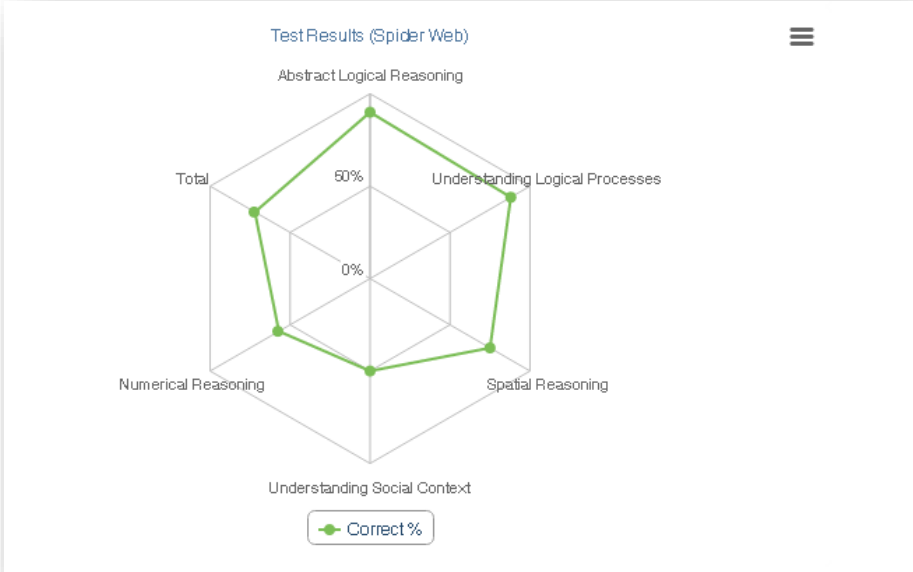 Test Results (Spider Web)
Abstract Logical Reasoning
Total
50%
Understanding Logical Processes
0%
Numerical Reasoning
Spatial Reasoning
Understanding Social Context
Correct %